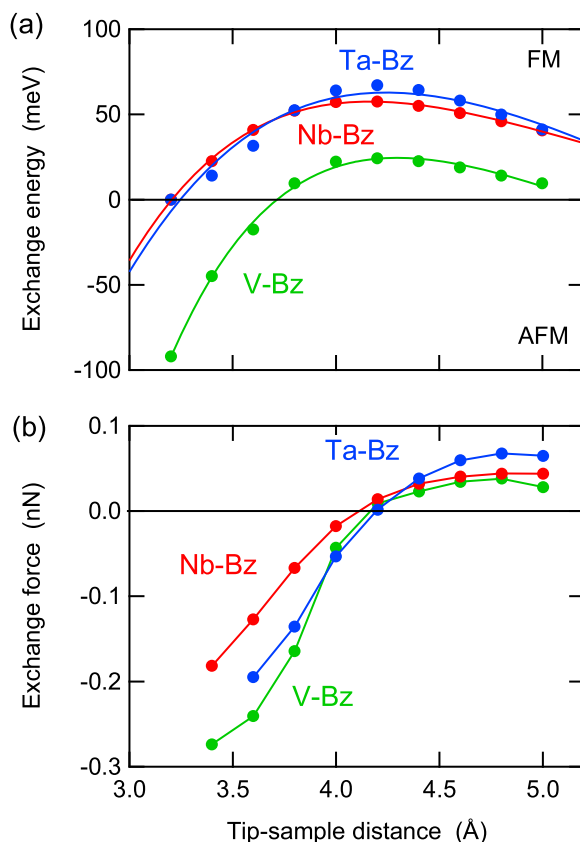 (a)
100
50
0
-50
-100
Exchange energy (meV)
Ta-Bz
FM
Nb-Bz
V-Bz
AFM
(b)
0.1
0.0
-0.1
-0.2
-0.3
Exchange force (nN)
Ta-Bz
Nb-Bz
V-Bz
3.0 3.5 4.0 4.5 5.0
Tip-sample distance (Å)